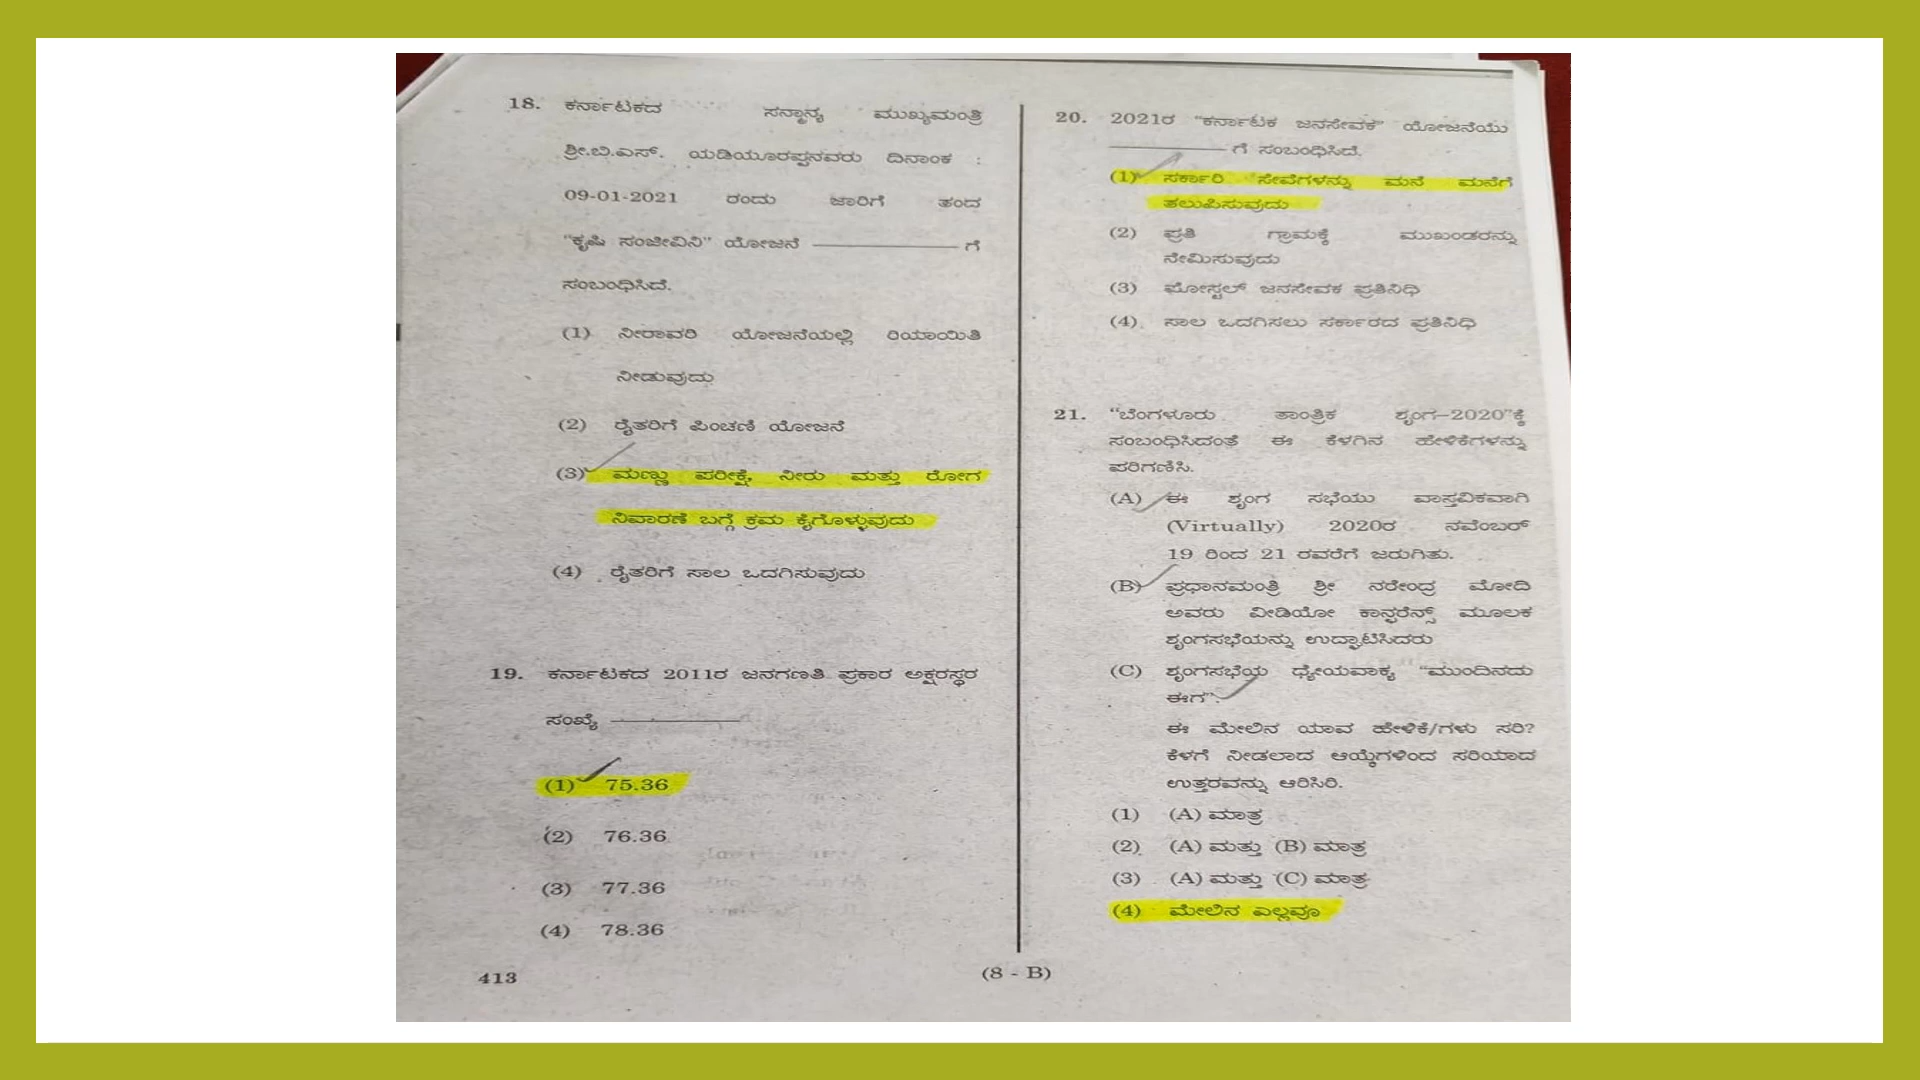 18. ಕರ್ನಾಟಕದ ಸನ್ಮಾನ್ಯ ಮುಖ್ಯಮಂತ್ರಿ
ಶ್ರೀ.ಬಿ.ಎಸ್. ಯಡಿಯೂರಪ್ಪನವರು ದಿನಾಂಕ :
09-01-2021 ರಂದು ಜಾರಿಗೆ ತಂದ
“ಕೃಷಿ ಸಂಜೀವಿನಿ” ಯೋಜನೆ ____________ ಗೆ
ಸಂಬಂಧಿಸಿದೆ.
(1) ನೀರಾವರಿ ಯೋಜನೆಯಲ್ಲಿ ರಿಯಾಯಿತಿ
ನೀಡುವುದು
(2) ರೈತರಿಗೆ ಪಿಂಚಣಿ ಯೋಜನೆ
(3) ಮಣ್ಣು ಪರೀಕ್ಷೆ, ನೀರು ಮತ್ತು ರೋಗ
ನಿವಾರಣೆ ಬಗ್ಗೆ ಕ್ರಮ ಕೈಗೊಳ್ಳುವುದು
(4) ರೈತರಿಗೆ ಸಾಲ ಒದಗಿಸುವುದು
19. ಕರ್ನಾಟಕದ 2011ರ ಜನಗಣತಿ ಪ್ರಕಾರ ಅಕ್ಷರಸ್ಥರ
ಸಂಖ್ಯೆ ____________
(1) 75.36
(2) 76.36
(3) 77.36
(4) 78.36
20. 2021ರ “ಕರ್ನಾಟಕ ಜನಸೇವಕ” ಯೋಜನೆಯು
____________ ಗೆ ಸಂಬಂಧಿಸಿದೆ.
(1) ಸರ್ಕಾರಿ ಸೇವೆಗಳನ್ನು ಮನೆ ಮನೆಗೆ
ತಲುಪಿಸುವುದು
(2) ಪ್ರತಿ ಗ್ರಾಮಕ್ಕೆ ಮುಖಂಡರನ್ನು
ನೇಮಿಸುವುದು
(3) ಪೋಸ್ಟಲ್ ಜನಸೇವಕ ಪ್ರತಿನಿಧಿ
(4) ಸಾಲ ಒದಗಿಸಲು ಸರ್ಕಾರದ ಪ್ರತಿನಿಧಿ
21. “ಬೆಂಗಳೂರು ತಾಂತ್ರಿಕ ಶೃಂಗ–2020”ಕ್ಕೆ
ಸಂಬಂಧಿಸಿದಂತೆ ಈ ಕೆಳಗಿನ ಹೇಳಿಕೆಗಳನ್ನು
ಪರಿಗಣಿಸಿ.
(A) ಈ ಶೃಂಗ ಸಭೆಯು ವಾಸ್ತವಿಕವಾಗಿ
(Virtually) 2020ರ ನವೆಂಬರ್
19 ರಿಂದ 21 ರವರೆಗೆ ಜರುಗಿತು.
(B) ಪ್ರಧಾನಮಂತ್ರಿ ಶ್ರೀ ನರೇಂದ್ರ ಮೋದಿ
ಅವರು ವೀಡಿಯೋ ಕಾನ್ಫರೆನ್ಸ್ ಮೂಲಕ
ಶೃಂಗಸಭೆಯನ್ನು ಉದ್ಘಾಟಿಸಿದರು
(C) ಶೃಂಗಸಭೆಯ ಧ್ಯೇಯವಾಕ್ಯ “ಮುಂದಿನದು
ಈಗ”.
ಈ ಮೇಲಿನ ಯಾವ ಹೇಳಿಕೆ/ಗಳು ಸರಿ?
ಕೆಳಗೆ ನೀಡಲಾದ ಆಯ್ಕೆಗಳಿಂದ ಸರಿಯಾದ
ಉತ್ತರವನ್ನು ಆರಿಸಿರಿ.
(1) (A) ಮಾತ್ರ
(2) (A) ಮತ್ತು (B) ಮಾತ್ರ
(3) (A) ಮತ್ತು (C) ಮಾತ್ರ
(4) ಮೇಲಿನ ಎಲ್ಲವೂ
413
(8 - B)